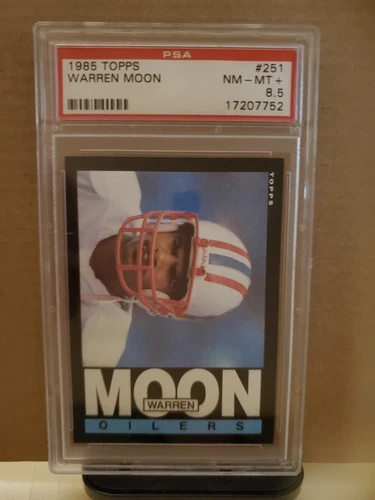 PSA
1985 TOPPS #251
WARREN MOON NM-MT+
8.5
17207752
TOPPS
MOON
WARREN
OILERS